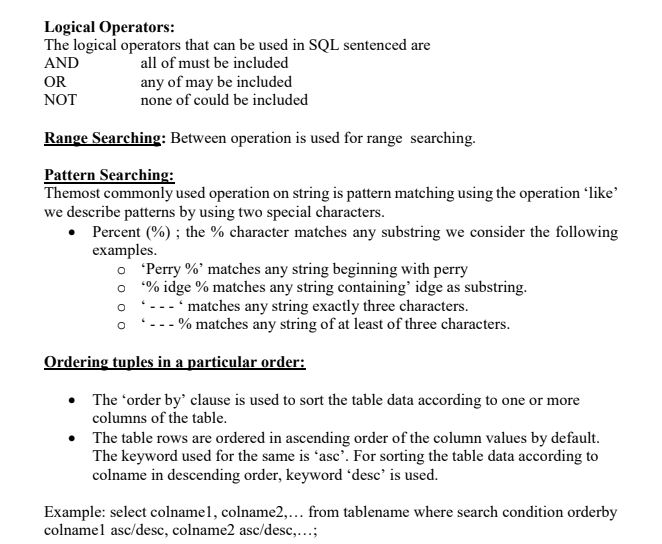 Logical Operators:
The logical operators that can be used in SQL sentenced are
AND all of must be included
OR any of may be included
NOT none of could be included
Range Searching: Between operation is used for range searching.
Pattern Searching:
Themost commonly used operation on string is pattern matching using the operation ‘like’
we describe patterns by using two special characters.
• Percent (%) ; the % character matches any substring we consider the following
examples.
o ‘Perry %’ matches any string beginning with perry
o ‘% idge % matches any string containing’ idge as substring.
o ‘ - - - ‘ matches any string exactly three characters.
o ‘ - - - % matches any string of at least of three characters.
Ordering tuples in a particular order:
• The ‘order by’ clause is used to sort the table data according to one or more
columns of the table.
• The table rows are ordered in ascending order of the column values by default.
The keyword used for the same is ‘asc’. For sorting the table data according to
colname in descending order, keyword ‘desc’ is used.
Example: select colname1, colname2,… from tablename where search condition orderby
colname1 asc/desc, colname2 asc/desc,…;